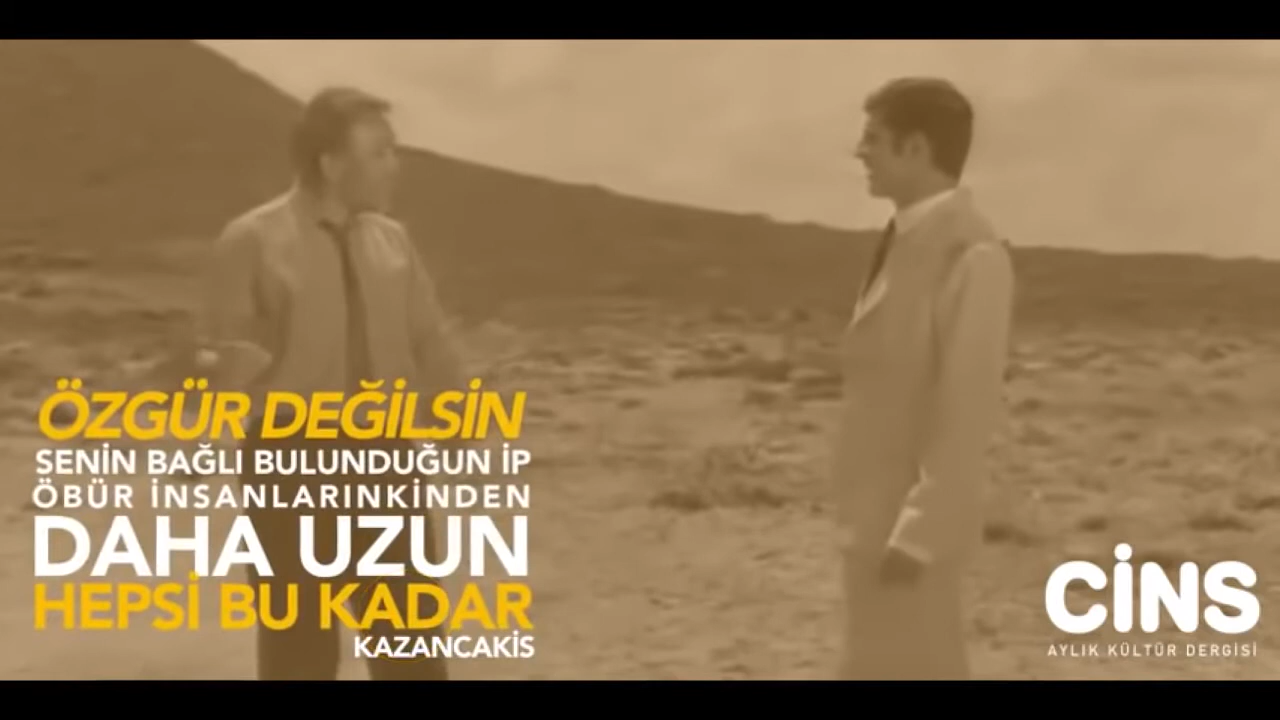 ÖZGÜR DEĞİLSİN
SENİN BAĞLI BULUNDUĞUN İP
ÖBÜR İNSANLARINKİNDEN
DAHA UZUN
HEPSİ BU KADAR
KAZANCAKİS
CİNS
AYLIK KÜLTÜR DERGİSİ